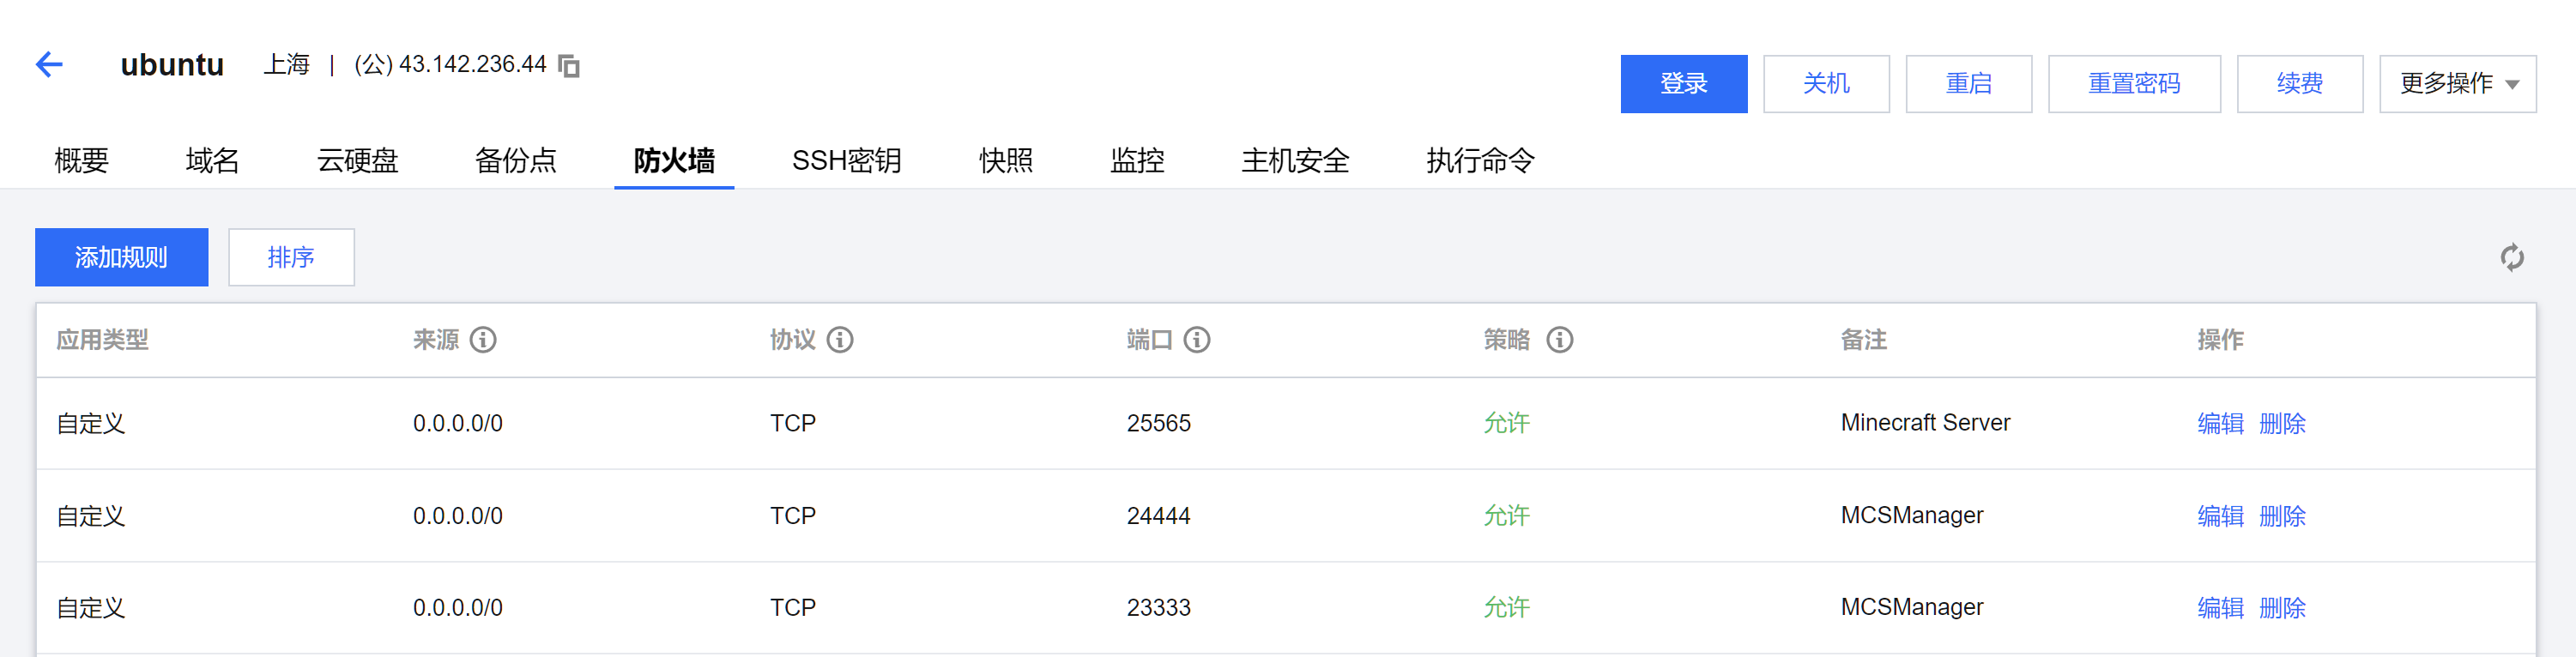 ubuntu 上海 | (公) 43.142.236.44
登录 关机 重启 重置密码 续费 更多操作
概要 域名 云硬盘 备份点 防火墙 SSH密钥 快照 监控 主机安全 执行命令
添加规则 排序
应用类型 来源 协议 端口 策略 备注 操作
自定义 0.0.0.0/0 TCP 25565 允许 Minecraft Server 编辑 删除
自定义 0.0.0.0/0 TCP 24444 允许 MCSManager 编辑 删除
自定义 0.0.0.0/0 TCP 23333 允许 MCSManager 编辑 删除